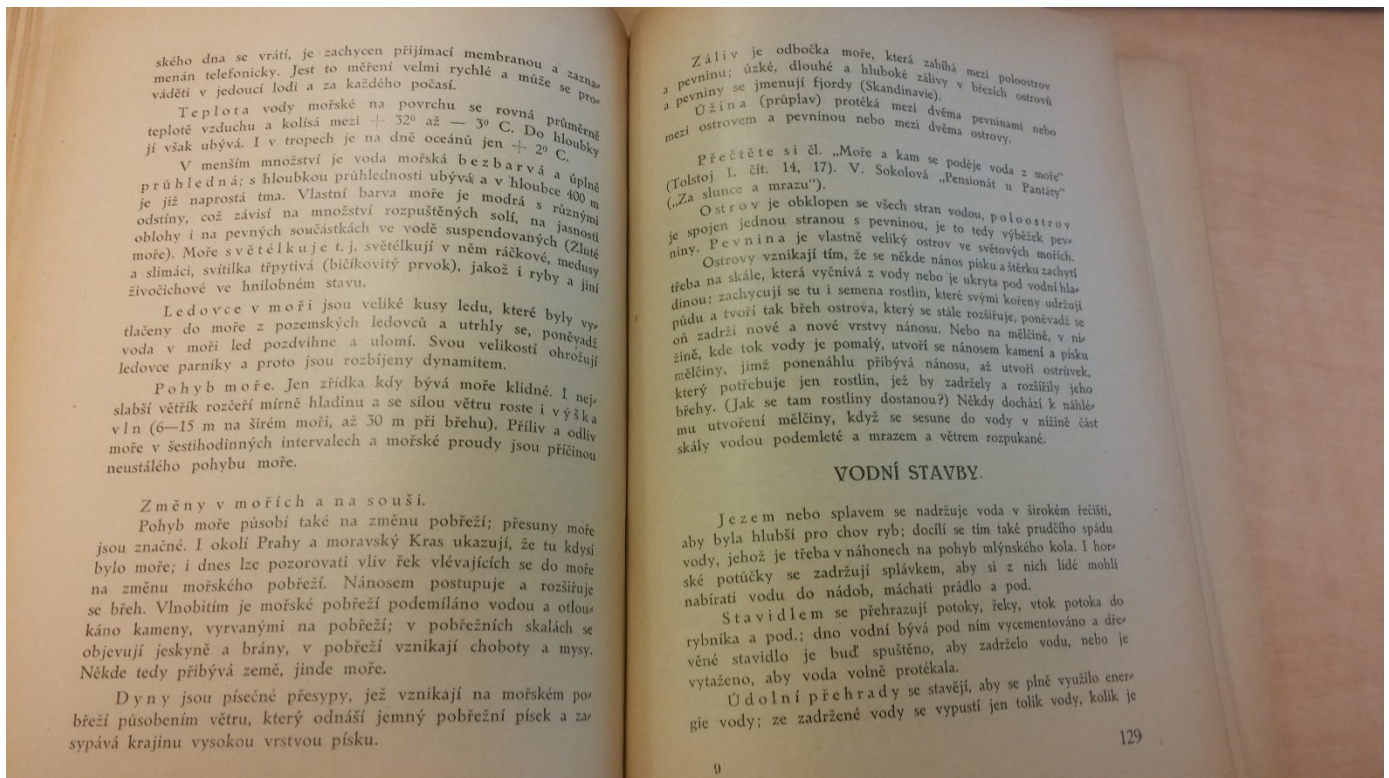 ského dna se vrátí, je zachycen přijímací membranou a zazna-
menán telefonicky. Jest to měření velmi rychlé a může se pro-
váděti v jedoucí lodi a za každého počasí.
Teplota vody mořské na povrchu se rovná průměrně
teplotě vzduchu a kolísá mezi + 32⁰ až — 3⁰ C. Do hloubky
jí však ubývá. I v tropech je na dně oceánů jen + 2⁰ C.
V menším množství je voda mořská bezbarvá a úplně
průhledná; s hloubkou průhlednosti ubývá a v hloubce 400 m
je již naprostá tma. Vlastní barva moře je modrá s různými
odstíny, což závisí na množství rozpuštěných solí, na jasnosti
oblohy i na pevných součástkách ve vodě suspendovaných (Žluté
moře). Moře světélkuje t. j. světélkují v něm ráčkové, medusy
a slimáci, svítilka třpytivá (bičíkovitý prvok), jakož i ryby a jiní
živočichové ve hnilobném stavu.
Ledovce v moři jsou veliké kusy ledu, které byly vy-
tlačeny do moře z pozemských ledovců a utrhly se, poněvadž
voda v moři led pozdvihne a ulomí. Svou velikostí ohrožují
ledovce parníky a proto jsou rozbíjeny dynamitem.
Pohyb moře. Jen zřídka kdy bývá moře klidné. I nej-
slabší větřík rozčeří mírně hladinu a se silou větru roste i výška
vln (6—15 m na širém moři, až 30 m při břehu). Příliv a odliv
moře v šestihodinných intervalech a mořské proudy jsou příčinou
neustálého pohybu moře.
Změny v mořích a na souši.
Pohyb moře působí také na změnu pobřeží; přesuny moře
jsou značné. I okolí Prahy a moravský Kras ukazují, že tu kdysi
bylo moře; i dnes lze pozorovati vliv řek vlévajících se do moře
na změnu mořského pobřeží. Nánosem postupuje a rozšiřuje
se břeh. Vlnobitím je mořské pobřeží podemíláno vodou a otlou-
káno kameny, vyrvanými na pobřeží; v pobřežních skalách se
objevují jeskyně a brány, v pobřeží vznikají choboty a mysy.
Někde tedy přibývá země, jinde moře.
Dyny jsou písečné přesypy, jež vznikají na mořském po-
břeží působením větru, který odnáší jemný pobřežní písek a za-
sypává krajinu vysokou vrstvou písku.
Záliv je odbočka moře, která zabíhá mezi poloostrov
a pevninu; úzké, dlouhé a hluboké zálivy v březích ostrovů
a pevniny se jmenují fjordy (Skandinavie).
Úžina (průplav) protéká mezi dvěma pevninami nebo
mezi ostrovem a pevninou nebo mezi dvěma ostrovy.
Přečtěte si čl. „Moře a kam se poděje voda z moře"
(Tolstoj I. čít. 14, 17). V. Sokolová „Pensionát u Pantáty"
(„Za slunce a mrazu").
Ostrov je obklopen se všech stran vodou, poloostrov
je spojen jednou stranou s pevninou, je to tedy výběžek pev-
niny. Pevnina je vlastně veliký ostrov ve světových mořích.
Ostrovy vznikají tím, že se někde nános písku a štěrku zachytí
třeba na skále, která vyčnívá z vody nebo je ukryta pod vodní hla-
dinou; zachycují se tu i semena rostlin, které svými kořeny udržují
půdu a tvoří tak břeh ostrova, který se stále rozšiřuje, poněvadž se
oň zadrží nové a nové vrstvy nánosu. Nebo na mělčině, v ní-
žině, kde tok vody je pomalý, utvoří se nánosem kamení a písku
mělčiny, jimž ponenáhlu přibývá nánosu, až utvoří ostrůvek,
který potřebuje jen rostlin, jež by zadržely a rozšířily jeho
břehy. (Jak se tam rostliny dostanou?) Někdy dochází k náhlé-
mu utvoření mělčiny, když se sesune do vody v nížině část
skály vodou podemleté a mrazem a větrem rozpukané.
VODNÍ STAVBY.
Jezem nebo splavem se nadržuje voda v širokém řečišti,
aby byla hlubší pro chov ryb; docílí se tím také prudčího spádu
vody, jehož je třeba v náhonech na pohyb mlýnského kola. I hor-
ské potůčky se zadržují splávkem, aby si z nich lidé mohli
nabírati vodu do nádob, máchati prádlo a pod.
Stavidlem se přehrazují potoky, řeky, vtok potoka do
rybníka a pod.; dno vodní bývá pod ním vycementováno a dře-
věné stavidlo je buď spuštěno, aby zadrželo vodu, nebo je
vytaženo, aby voda volně protékala.
Údolní přehrady se stavějí, aby se plně využilo ener-
gie vody; ze zadržené vody se vypustí jen tolik vody, kolik je
129
9